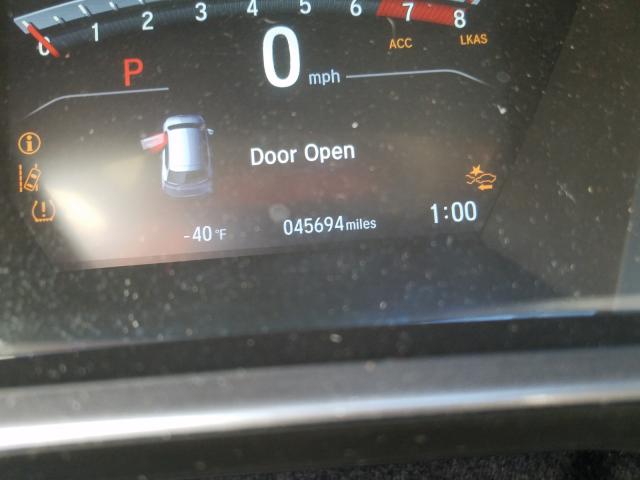 0 1 2 3 4 5 6 7 8
ACC LKAS
0 mph
P
Door Open
-40 °F 045694 miles 1:00